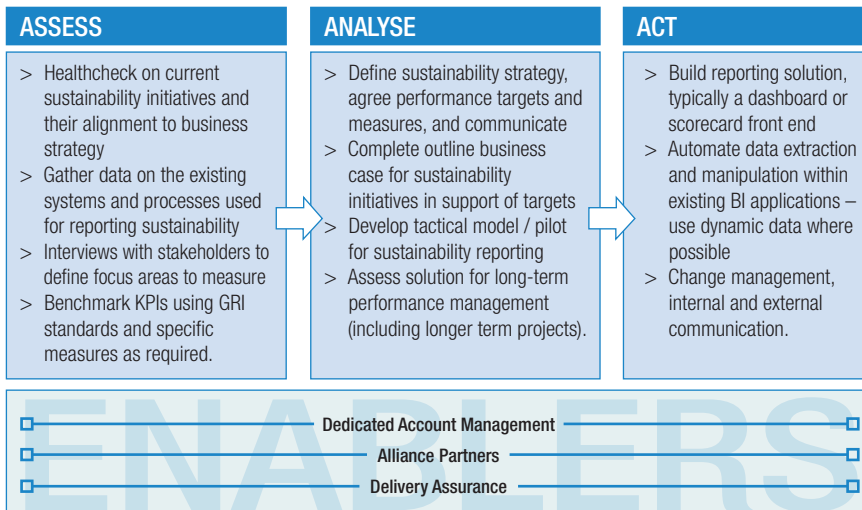 ASSESS
> Healthcheck on current
sustainability initiatives and
their alignment to business
strategy
> Gather data on the existing
systems and processes used
for reporting sustainability
> Interviews with stakeholders to
define focus areas to measure
> Benchmark KPIs using GRI
standards and specific
measures as required.
ANALYSE
> Define sustainability strategy,
agree performance targets and
measures, and communicate
> Complete outline business
case for sustainability
initiatives in support of targets
> Develop tactical model / pilot
for sustainability reporting
> Assess solution for long-term
performance management
(including longer term projects).
ACT
> Build reporting solution,
typically a dashboard or
scorecard front end
> Automate data extraction
and manipulation within
existing BI applications –
use dynamic data where
possible
> Change management,
internal and external
communication.
ENABLERS
Dedicated Account Management
Alliance Partners
Delivery Assurance